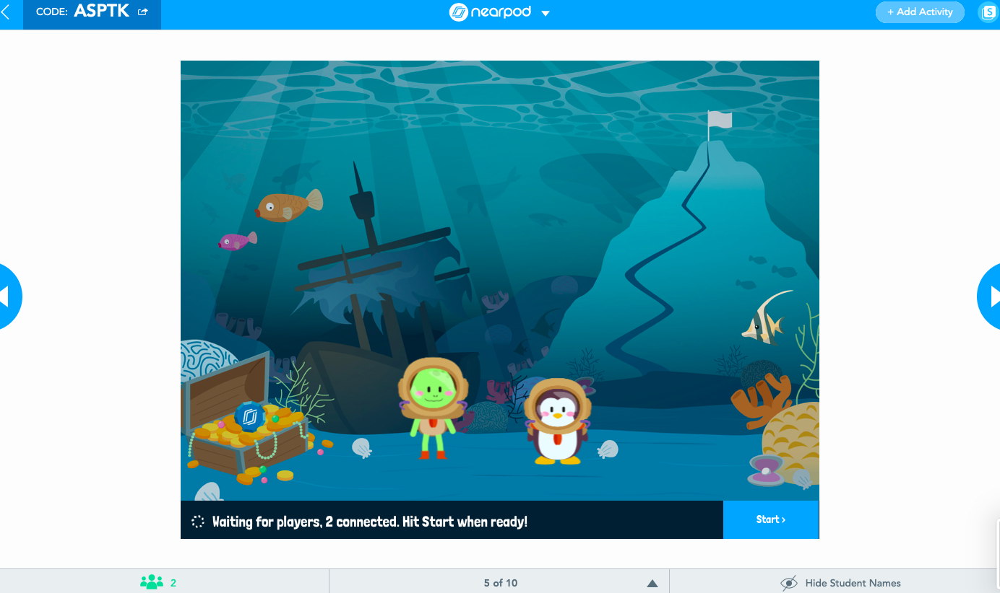 CODE: ASPTK
nearpod
+ Add Activity
S
Waiting for players, 2 connected. Hit Start when ready!
Start ›
2
5 of 10
Hide Student Names